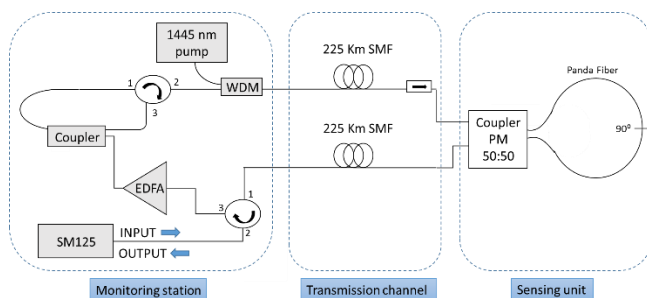 1445 nm
pump
225 Km SMF
Panda Fiber
1
2
3
WDM
Coupler
225 Km SMF
Coupler
PM
50:50
90º
EDFA
1
3
2
INPUT
SM125
OUTPUT
Monitoring station
Transmission channel
Sensing unit